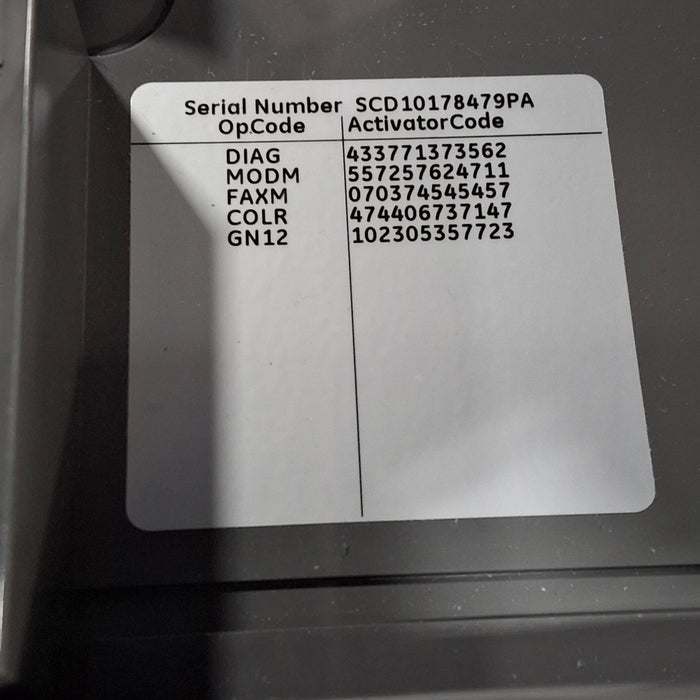 Serial Number SCD10178479PA
OpCode ActivatorCode
DIAG 433771373562
MODM 557257624711
FAXM 070374545457
COLR 474406737147
GN12 102305357723